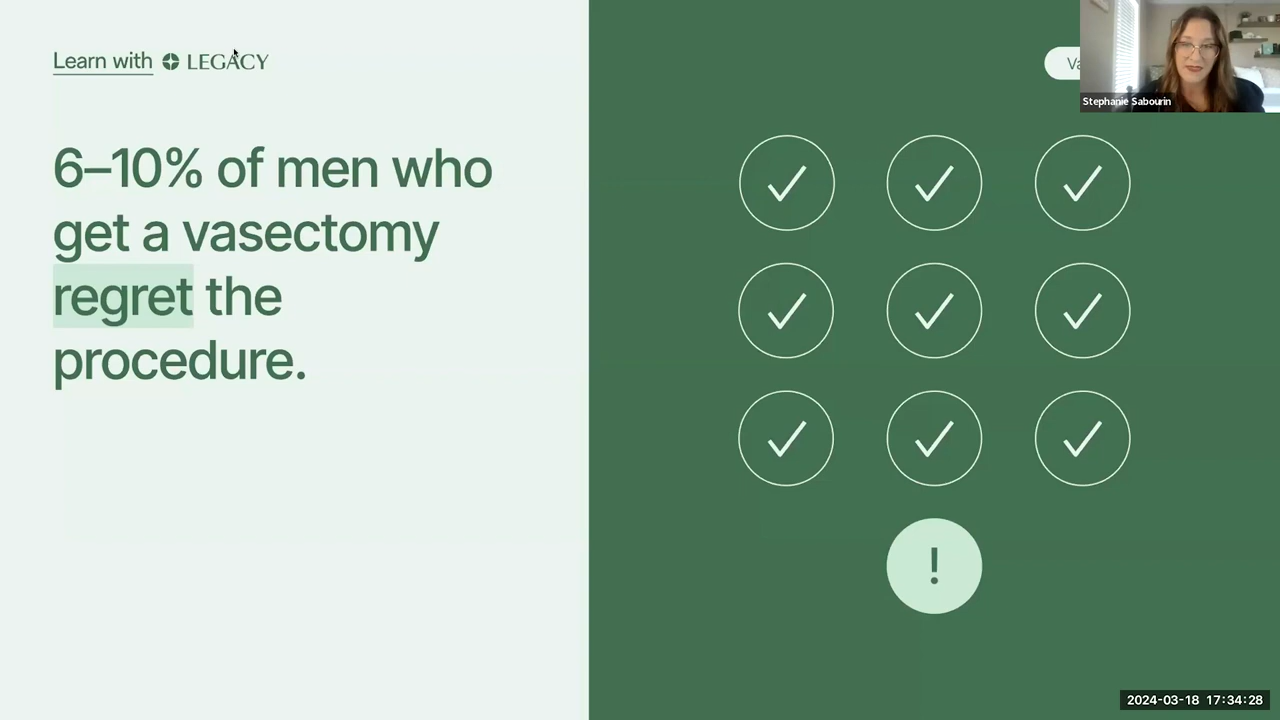 Learn with LEGACY
Va
Stephanie Sabourin
6–10% of men who
get a vasectomy
regret the
procedure.
!
2024-03-18 17:34:28